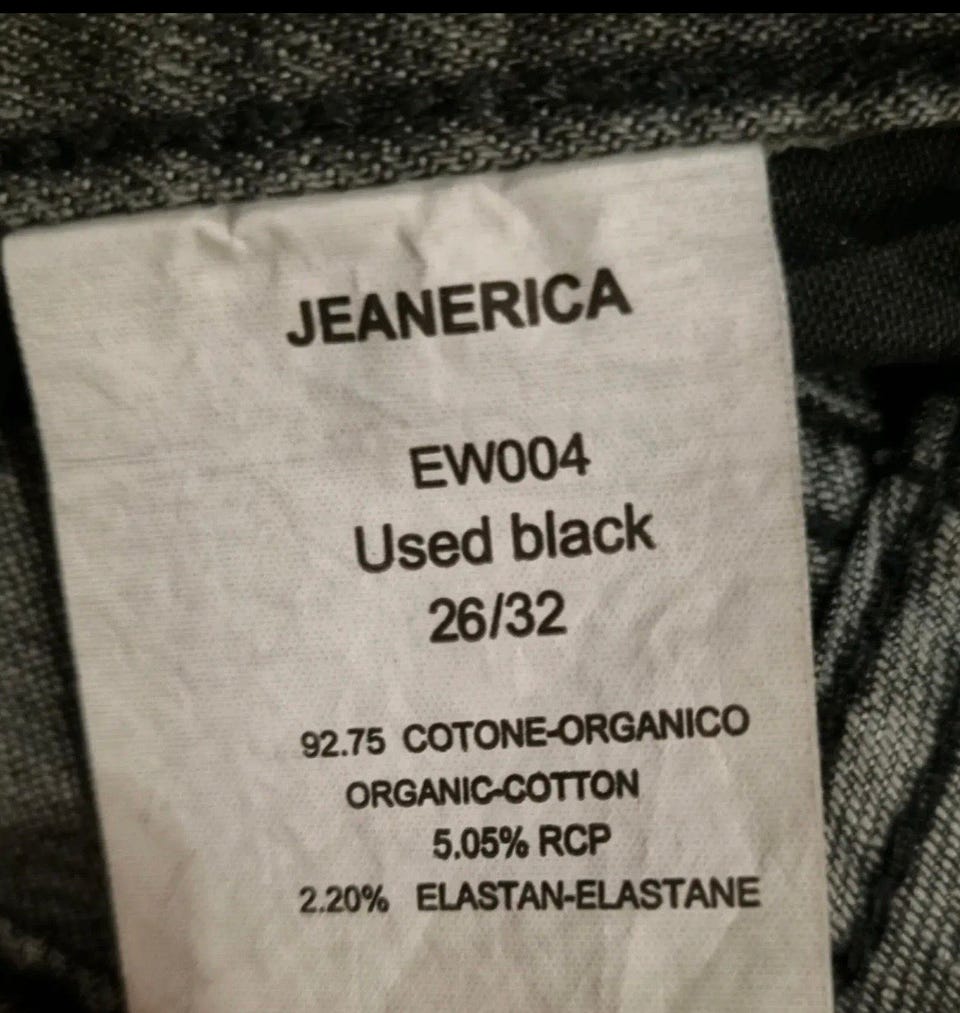 JEANERICA
EW004
Used black
26/32
92.75 COTONE-ORGANICO
ORGANIC-COTTON
5.05% RCP
2.20% ELASTAN-ELASTANE